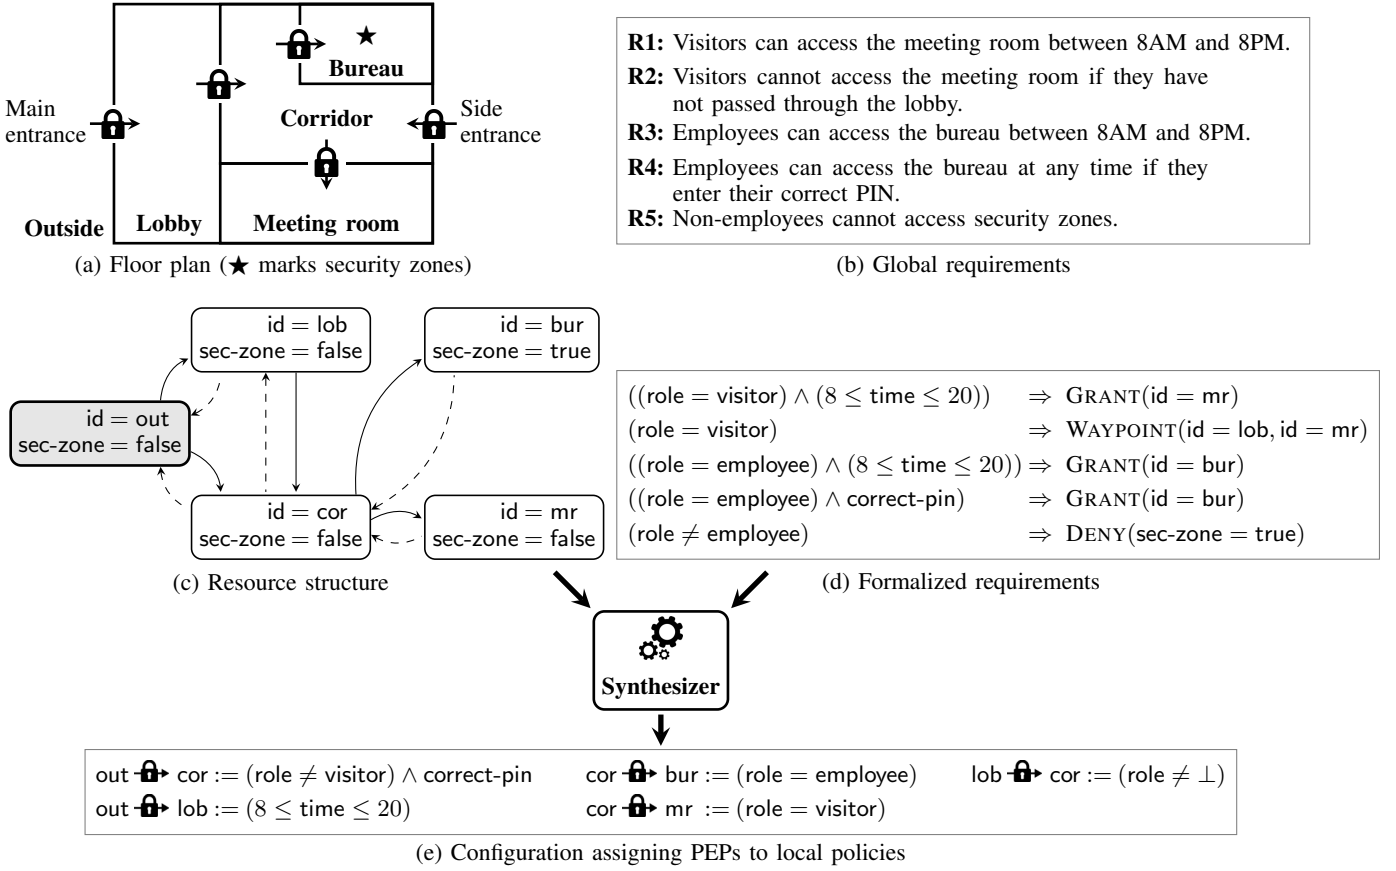 Main
entrance
Bureau
Corridor
Side
entrance
Outside
Lobby
Meeting room
(a) Floor plan (★ marks security zones)
R1: Visitors can access the meeting room between 8AM and 8PM.
R2: Visitors cannot access the meeting room if they have
not passed through the lobby.
R3: Employees can access the bureau between 8AM and 8PM.
R4: Employees can access the bureau at any time if they
enter their correct PIN.
R5: Non-employees cannot access security zones.
(b) Global requirements
id = lob
sec-zone = false
id = bur
sec-zone = true
id = out
sec-zone = false
id = cor
sec-zone = false
id = mr
sec-zone = false
(c) Resource structure
((role = visitor) ∧ (8 ≤ time ≤ 20)) ⇒ GRANT(id = mr)
(role = visitor) ⇒ WAYPOINT(id = lob, id = mr)
((role = employee) ∧ (8 ≤ time ≤ 20)) ⇒ GRANT(id = bur)
((role = employee) ∧ correct-pin) ⇒ GRANT(id = bur)
(role ≠ employee) ⇒ DENY(sec-zone = true)
(d) Formalized requirements
Synthesizer
out cor := (role ≠ visitor) ∧ correct-pin
out lob := (8 ≤ time ≤ 20)
cor bur := (role = employee)
cor mr := (role = visitor)
lob cor := (role ≠ ⊥)
(e) Configuration assigning PEPs to local policies